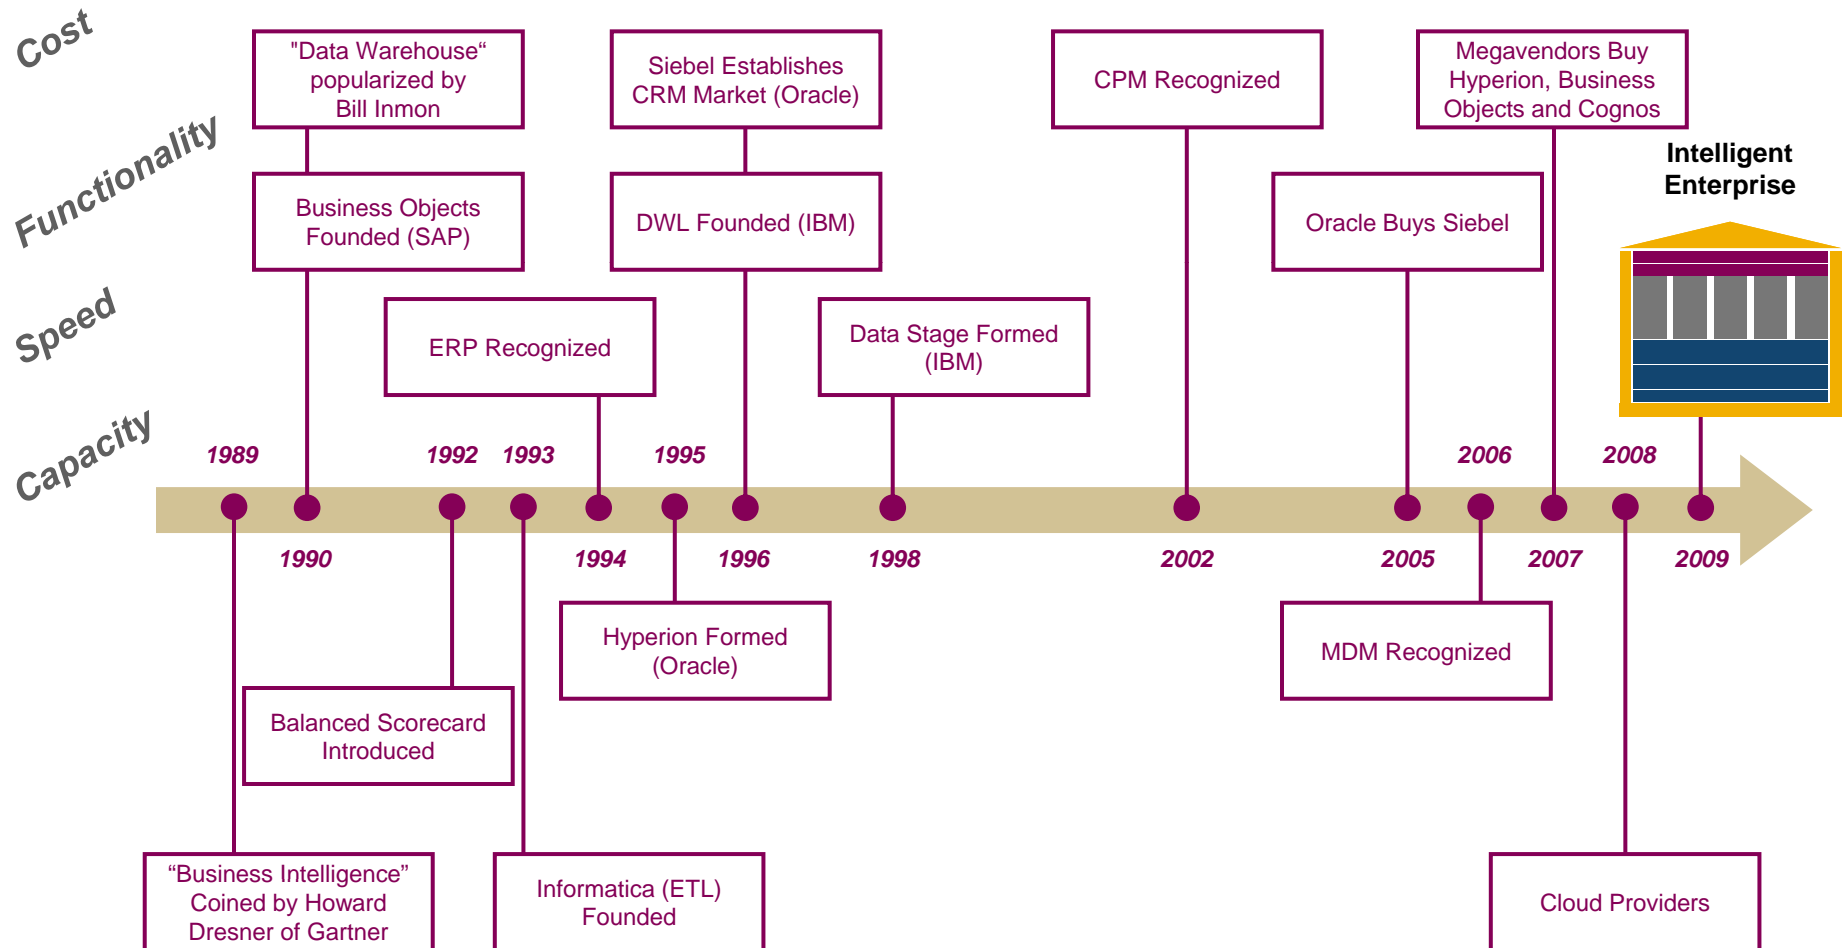 Cost
Functionality
Speed
Capacity
"Data Warehouse“
popularized by
Bill Inmon
Siebel Establishes
CRM Market (Oracle)
CPM Recognized
Megavendors Buy
Hyperion, Business
Objects and Cognos
Business Objects
Founded (SAP)
DWL Founded (IBM)
Oracle Buys Siebel
Intelligent
Enterprise
ERP Recognized
Data Stage Formed
(IBM)
1989
1992
1993
1995
2006
2008
1990
1994
1996
1998
2002
2005
2007
2009
Hyperion Formed
(Oracle)
MDM Recognized
Balanced Scorecard
Introduced
“Business Intelligence”
Coined by Howard
Dresner of Gartner
Informatica (ETL)
Founded
Cloud Providers